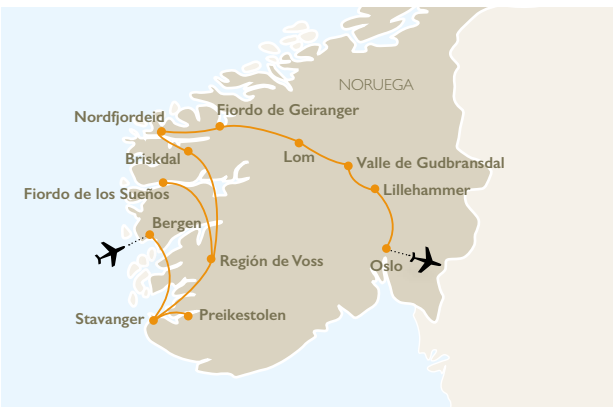 NORUEGA
Fiordo de Geiranger
Nordfjordeid
Briskdal
Lom
Valle de Gudbransdal
Fiordo de los Sueños
Lillehammer
Bergen
Región de Voss
Oslo
Stavanger
Preikestolen